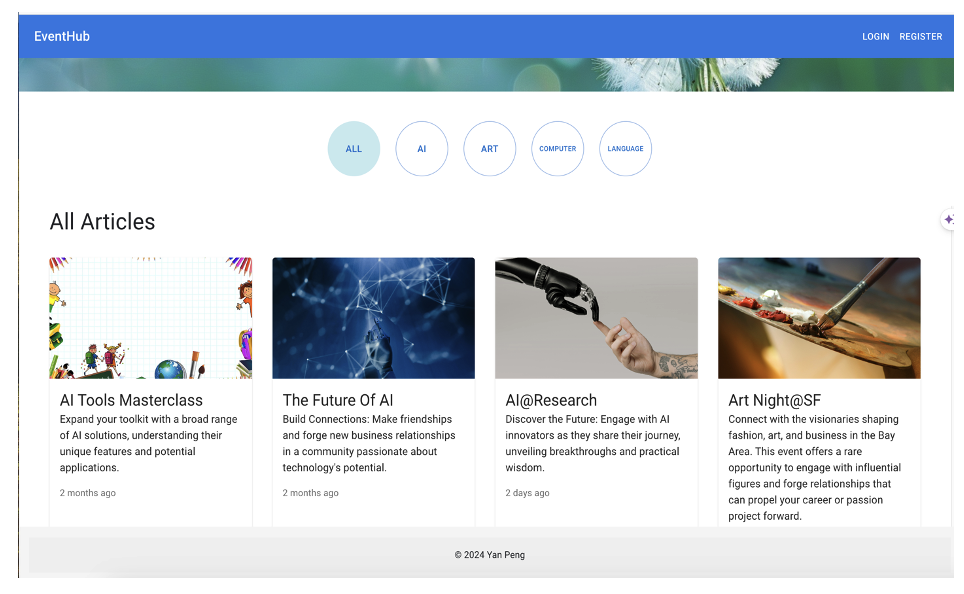 EventHub
LOGIN REGISTER
ALL
AI
ART
COMPUTER
LANGUAGE
All Articles
AI Tools Masterclass
Expand your toolkit with a broad range
of AI solutions, understanding their
unique features and potential
applications.
2 months ago
The Future Of AI
Build Connections: Make friendships
and forge new business relationships
in a community passionate about
technology's potential.
2 months ago
AI@Research
Discover the Future: Engage with AI
innovators as they share their journey,
unveiling breakthroughs and practical
wisdom.
2 days ago
Art Night@SF
Connect with the visionaries shaping
fashion, art, and business in the Bay
Area. This event offers a rare
opportunity to engage with influential
figures and forge relationships that
can propel your career or passion
project forward.
© 2024 Yan Peng